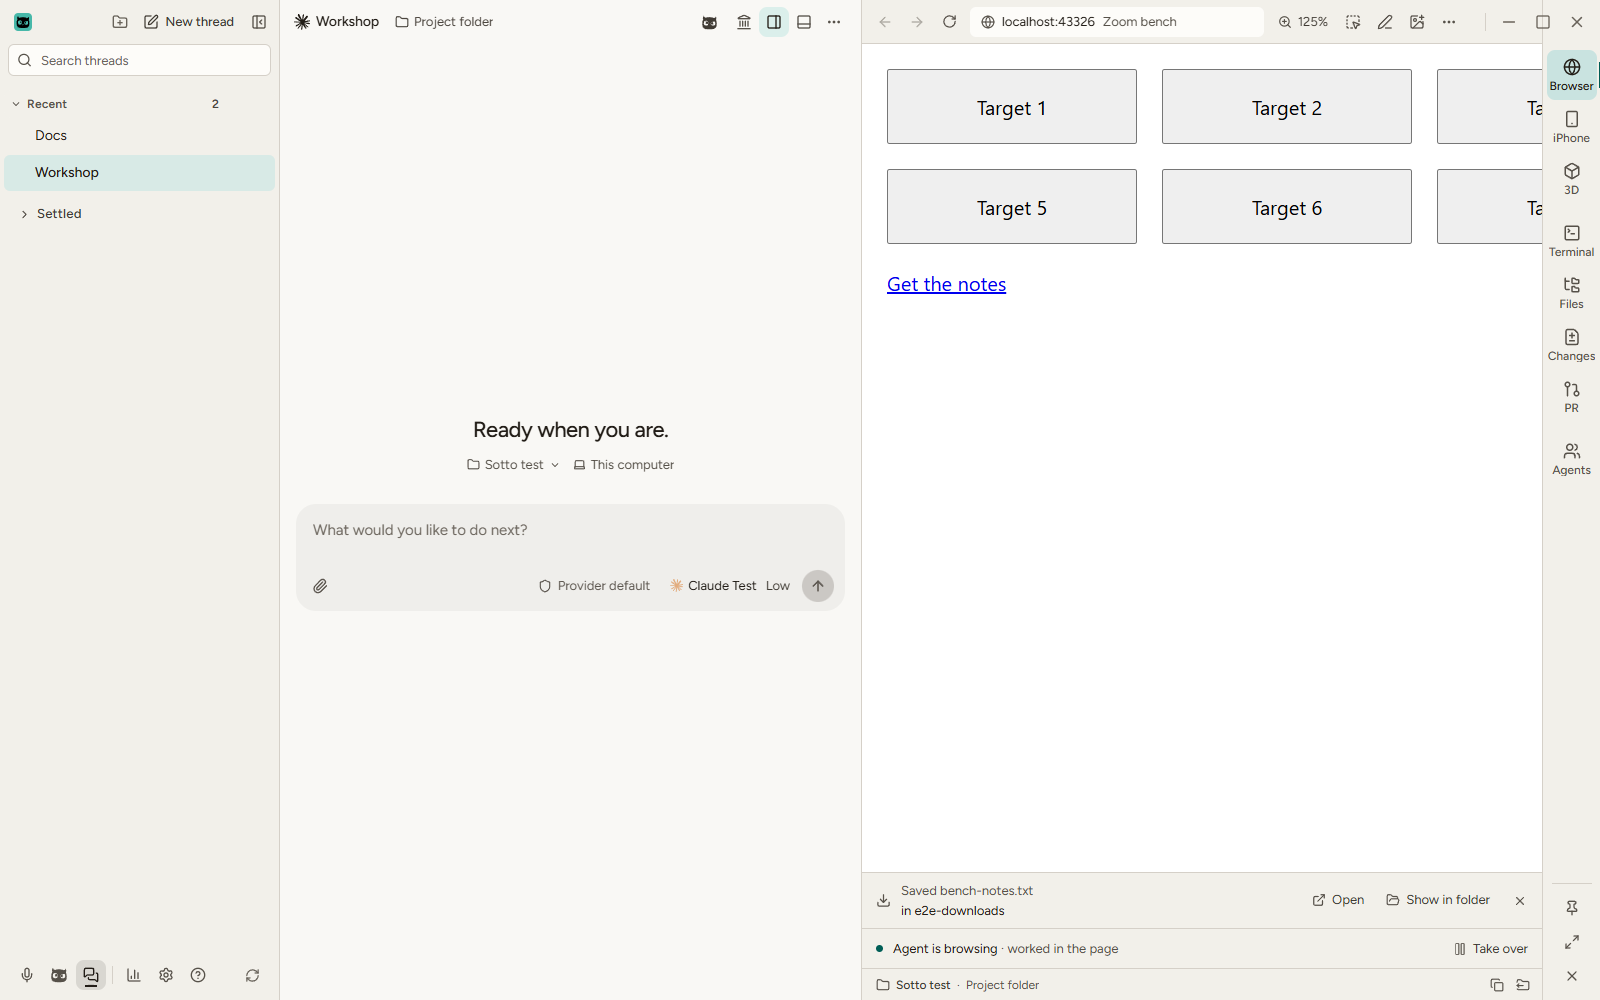 New thread
Search threads
Recent 2
Docs
Workshop
Settled
Workshop Project folder
Ready when you are.
Sotto test This computer
What would you like to do next?
Provider default Claude Test Low
localhost:43326 Zoom bench 125%
Target 1 Target 2 Ta
Target 5 Target 6 Ta
Get the notes
Saved bench-notes.txt
in e2e-downloads
Open Show in folder
Agent is browsing · worked in the page Take over
Sotto test · Project folder
Browser
iPhone
3D
Terminal
Files
Changes
PR
Agents